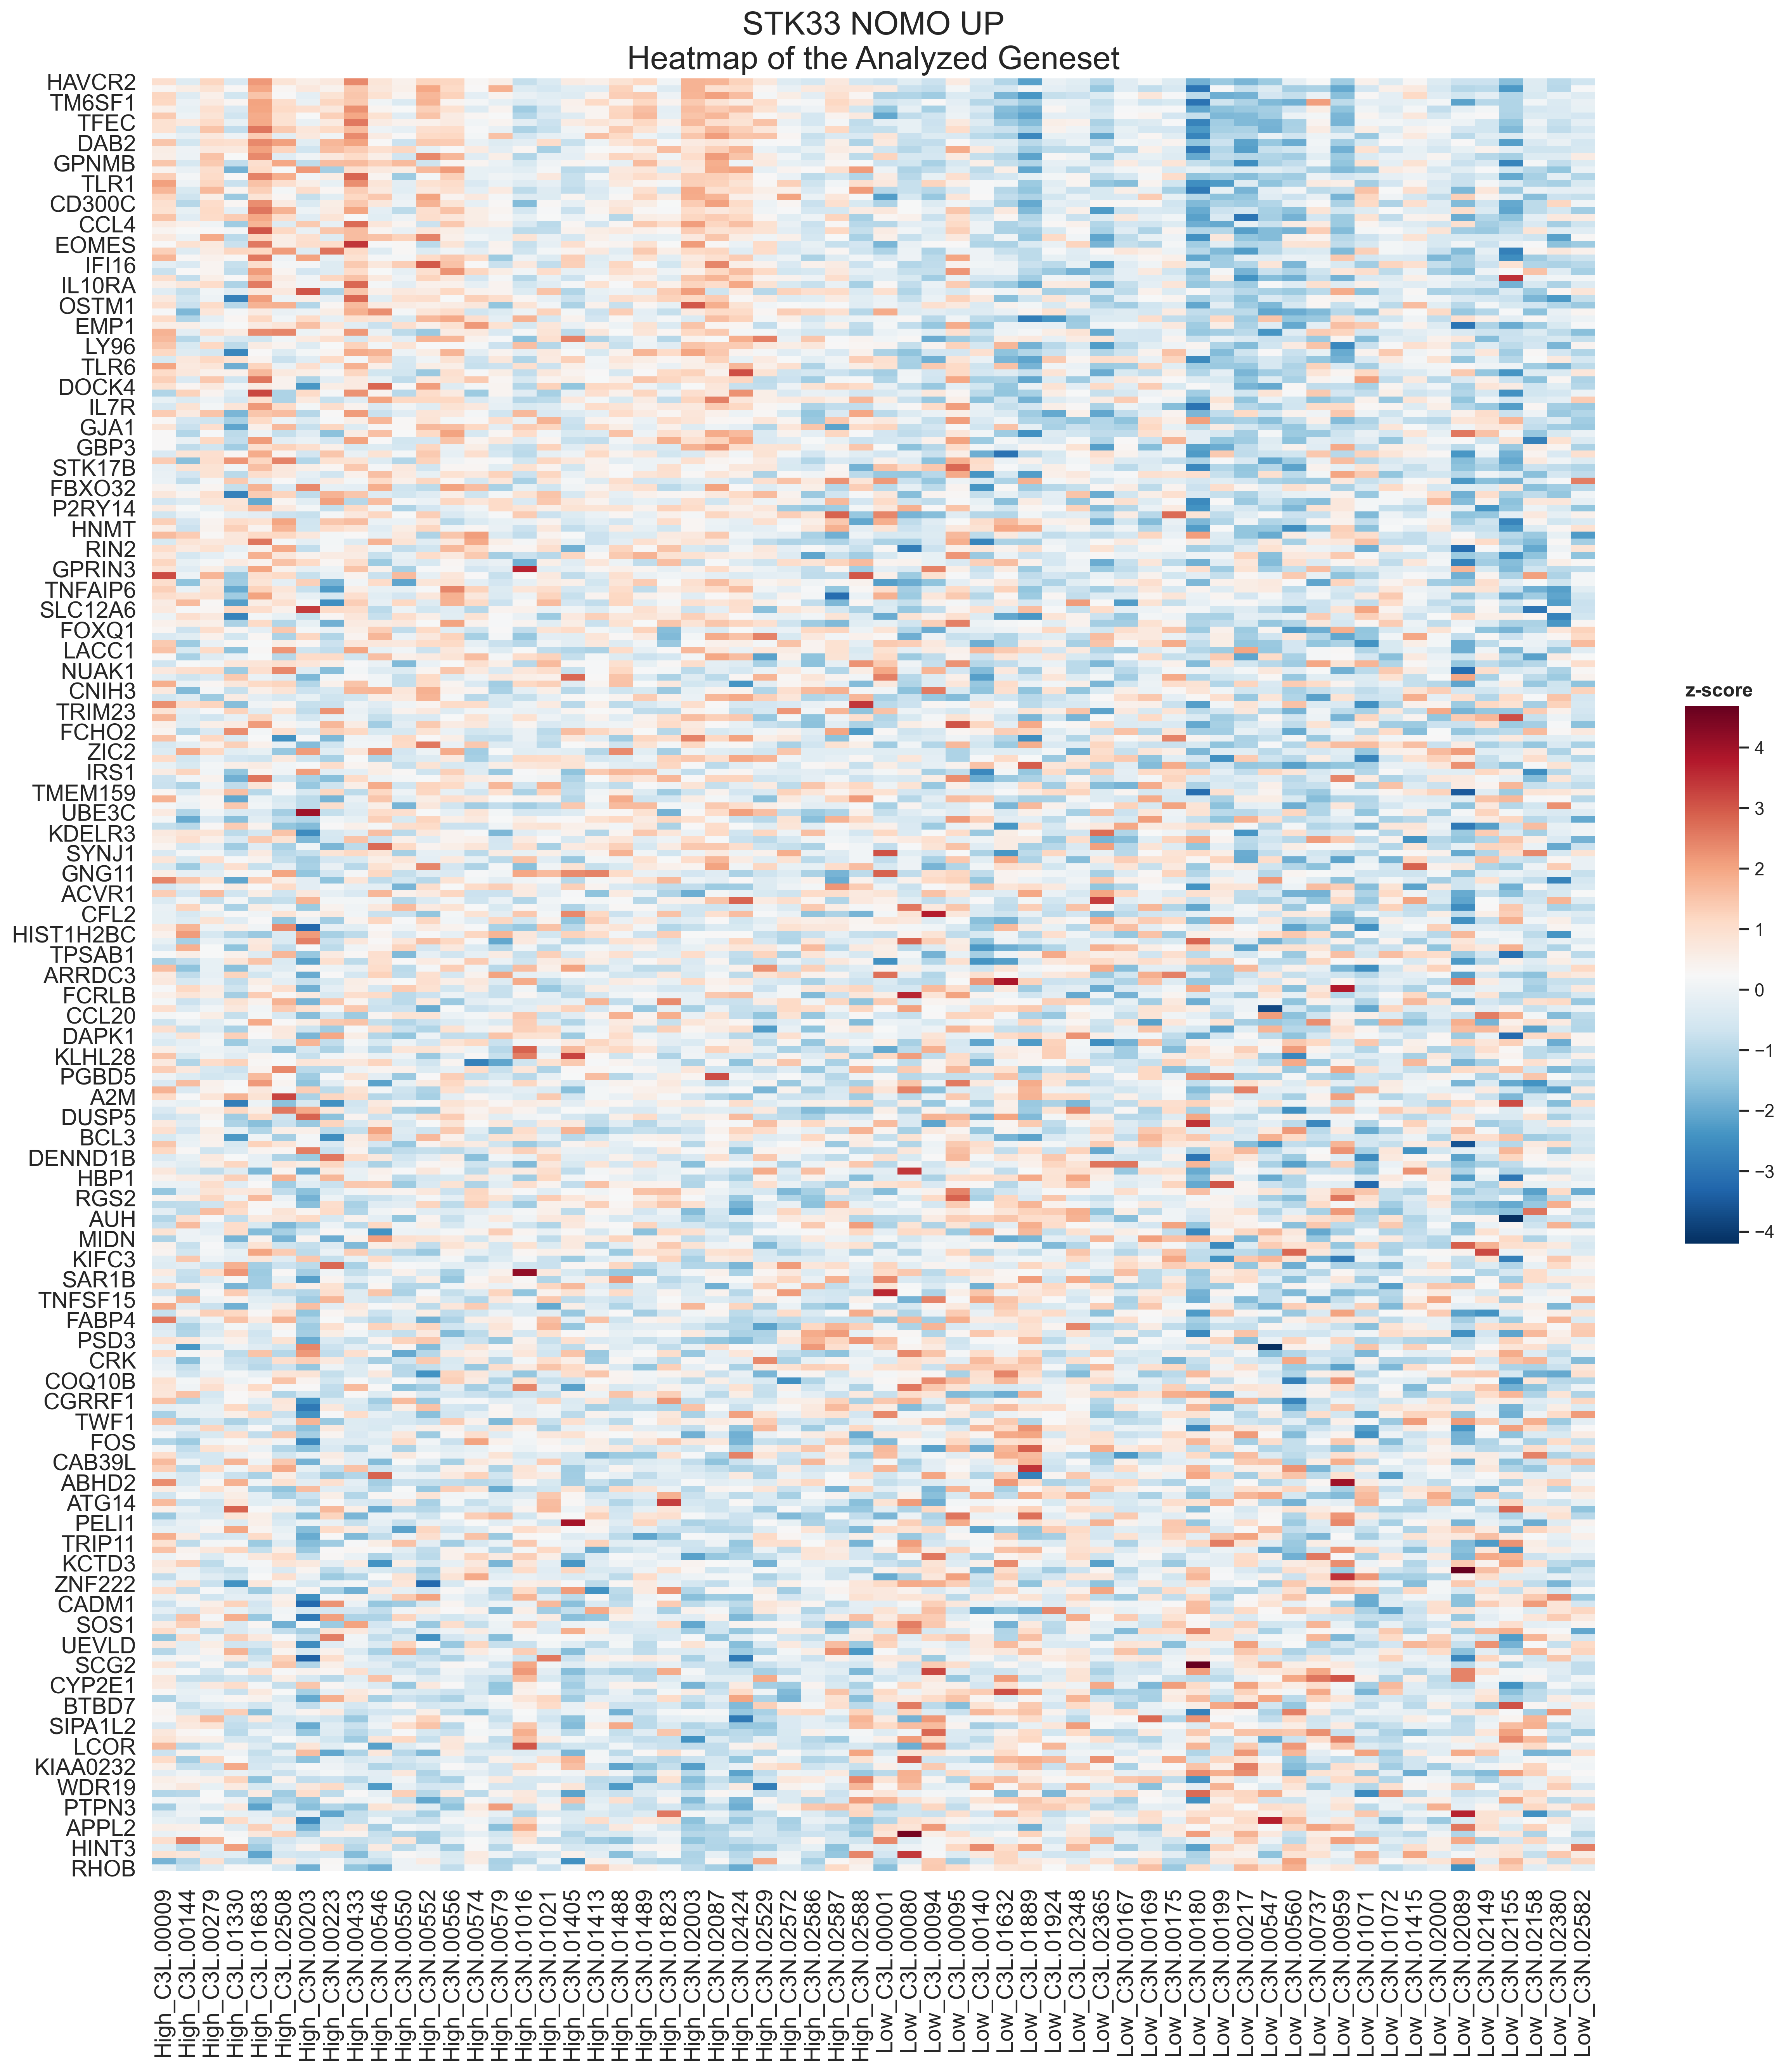 STK33 NOMO UP
Heatmap of the Analyzed Geneset
HAVCR2
TM6SF1
TFEC
DAB2
GPNMB
TLR1
CD300C
CCL4
EOMES
IFI16
IL10RA
OSTM1
EMP1
LY96
TLR6
DOCK4
IL7R
GJA1
GBP3
STK17B
FBXO32
P2RY14
HNMT
RIN2
GPRIN3
TNFAIP6
SLC12A6
FOXQ1
LACC1
NUAK1
CNIH3
TRIM23
FCHO2
ZIC2
IRS1
TMEM159
UBE3C
KDELR3
SYNJ1
GNG11
ACVR1
CFL2
HIST1H2BC
TPSAB1
ARRDC3
FCRLB
CCL20
DAPK1
KLHL28
PGBD5
A2M
DUSP5
BCL3
DENND1B
HBP1
RGS2
AUH
MIDN
KIFC3
SAR1B
TNFSF15
FABP4
PSD3
CRK
COQ10B
CGRRF1
TWF1
FOS
CAB39L
ABHD2
ATG14
PELI1
TRIP11
KCTD3
ZNF222
CADM1
SOS1
UEVLD
SCG2
CYP2E1
BTBD7
SIPA1L2
LCOR
KIAA0232
WDR19
PTPN3
APPL2
HINT3
RHOB
High_C3L.00009
High_C3L.00144
High_C3L.00279
High_C3L.01330
High_C3L.01683
High_C3L.02508
High_C3N.00203
High_C3N.00223
High_C3N.00433
High_C3N.00546
High_C3N.00550
High_C3N.00552
High_C3N.00556
High_C3N.00574
High_C3N.00579
High_C3N.01016
High_C3N.01021
High_C3N.01405
High_C3N.01413
High_C3N.01488
High_C3N.01489
High_C3N.01823
High_C3N.02003
High_C3N.02087
High_C3N.02424
High_C3N.02529
High_C3N.02572
High_C3N.02586
High_C3N.02587
High_C3N.02588
Low_C3L.00001
Low_C3L.00080
Low_C3L.00094
Low_C3L.00095
Low_C3L.00140
Low_C3L.01632
Low_C3L.01889
Low_C3L.01924
Low_C3L.02348
Low_C3L.02365
Low_C3N.00167
Low_C3N.00169
Low_C3N.00175
Low_C3N.00180
Low_C3N.00199
Low_C3N.00217
Low_C3N.00547
Low_C3N.00560
Low_C3N.00737
Low_C3N.00959
Low_C3N.01071
Low_C3N.01072
Low_C3N.01415
Low_C3N.02000
Low_C3N.02089
Low_C3N.02149
Low_C3N.02155
Low_C3N.02158
Low_C3N.02380
Low_C3N.02582
z-score
4
3
2
1
0
−1
−2
−3
−4